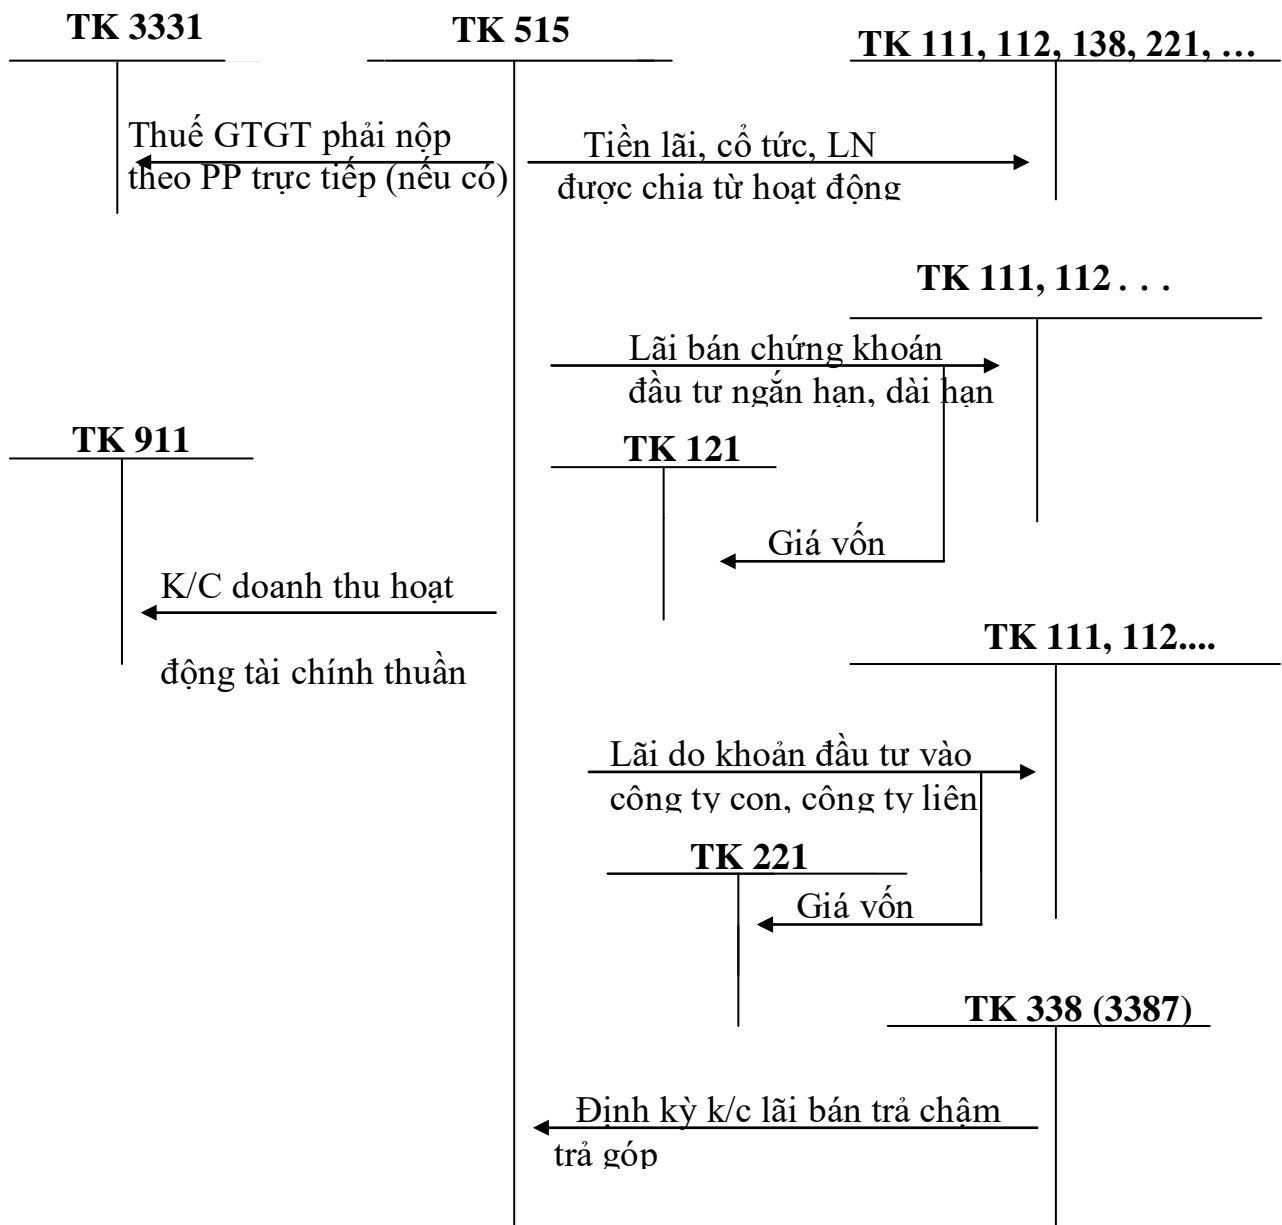 TK 3331
TK 515
TK 111, 112, 138, 221, …
Thuế GTGT phải nộp
theo PP trực tiếp (nếu có)
Tiền lãi, cổ tức, LN
được chia từ hoạt động
TK 111, 112 . . .
Lãi bán chứng khoán
đầu tư ngắn hạn, dài hạn
TK 911
TK 121
Giá vốn
K/C doanh thu hoạt
động tài chính thuần
TK 111, 112....
Lãi do khoản đầu tư vào
công ty con, công ty liên
TK 221
Giá vốn
TK 338 (3387)
Định kỳ k/c lãi bán trả chậm
trả góp